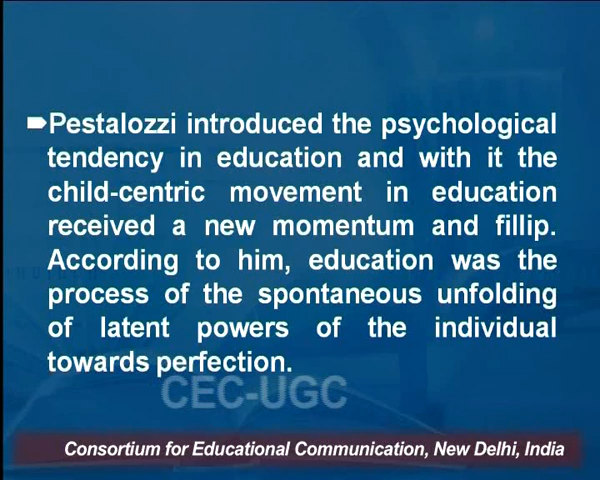 Pestalozzi introduced the psychological
tendency in education and with it the
child-centric movement in education
received a new momentum and fillip.
According to him, education was the
process of the spontaneous unfolding
of latent powers of the individual
towards perfection.
CEC-UGC
Consortium for Educational Communication, New Delhi, India